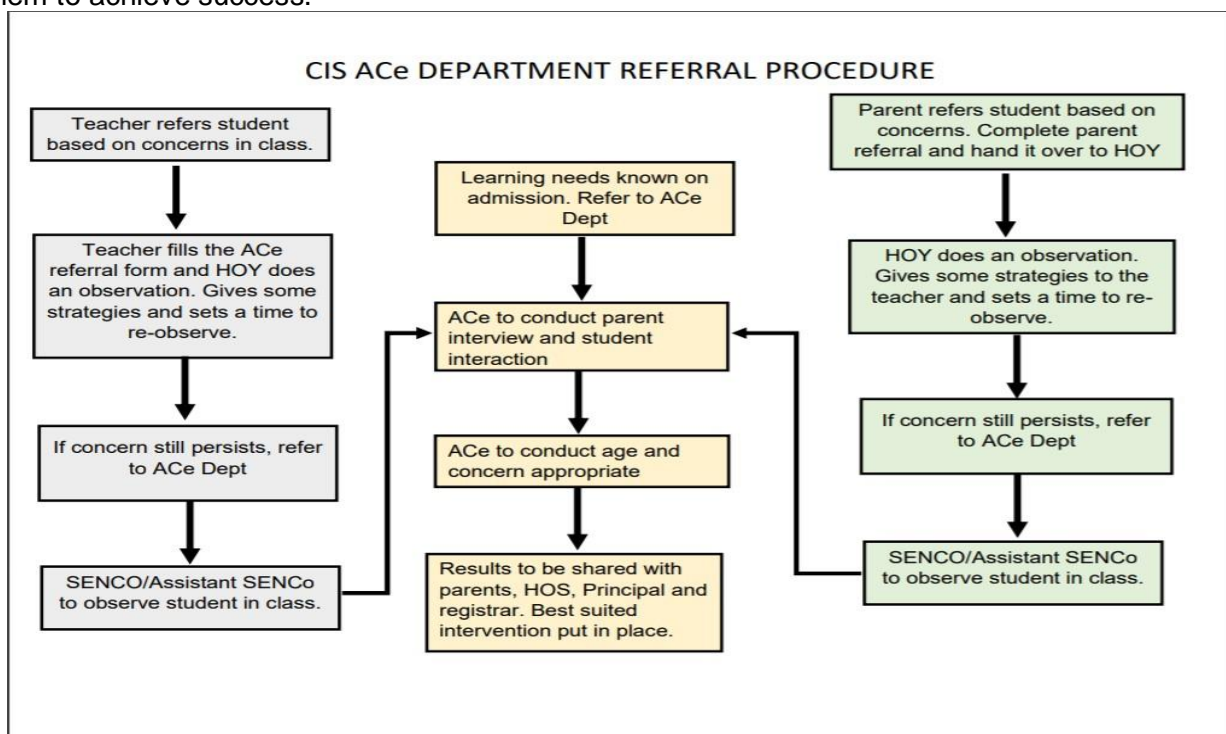 them to achieve success.
CIS ACe DEPARTMENT REFERRAL PROCEDURE
Teacher refers student
based on concerns in class.
Teacher fills the ACe
referral form and HOY does
an observation. Gives some
strategies and sets a time to
re-observe.
If concern still persists, refer
to ACe Dept
SENCO/Assistant SENCo
to observe student in class.
Learning needs known on
admission. Refer to ACe
Dept
ACe to conduct parent
interview and student
interaction
ACe to conduct age and
concern appropriate
Results to be shared with
parents, HOS, Principal and
registrar. Best suited
intervention put in place.
Parent refers student based on
concerns. Complete parent
referral and hand it over to HOY
HOY does an observation.
Gives some strategies to the
teacher and sets a time to re-
observe.
If concern still persists, refer
to ACe Dept
SENCO/Assistant SENCo
to observe student in class.